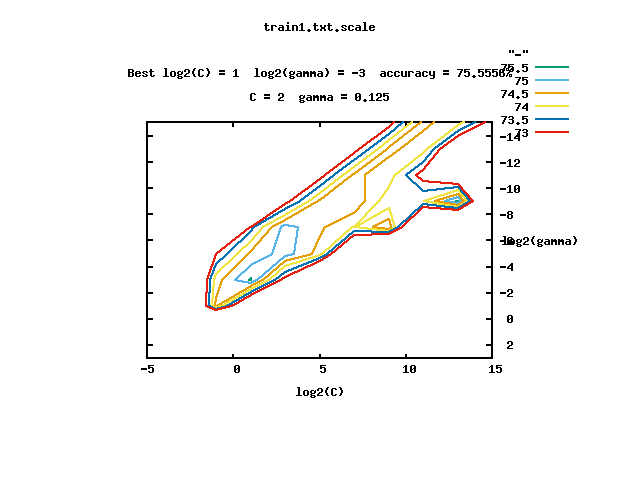 train1.txt.scale
"-"
Best log2(C) = 1 log2(gamma) = -3 accuracy = 75.5556%
75.5
75
C = 2 gamma = 0.125
74.5
74
73.5
73
-14
-12
-10
-8
-6
log2(gamma)
-4
-2
0
2
-5 0 5 10 15
log2(C)